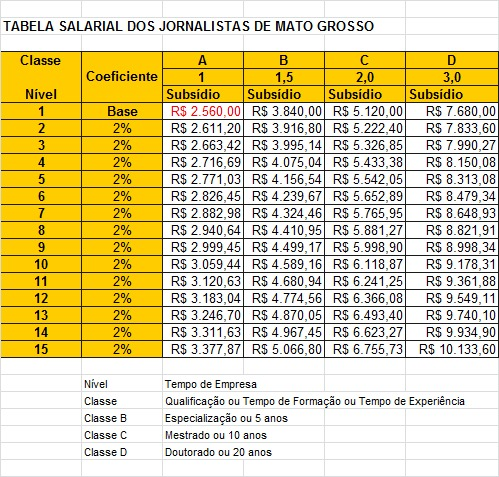 TABELA SALARIAL DOS JORNALISTAS DE MATO GROSSO
Classe Coeficiente A B C D
1 1,5 2,0 3,0
Nível Subsídio Subsídio Subsídio Subsídio
1 Base R$ 2.560,00 R$ 3.840,00 R$ 5.120,00 R$ 7.680,00
2 2% R$ 2.611,20 R$ 3.916,80 R$ 5.222,40 R$ 7.833,60
3 2% R$ 2.663,42 R$ 3.995,14 R$ 5.326,85 R$ 7.990,27
4 2% R$ 2.716,69 R$ 4.075,04 R$ 5.433,38 R$ 8.150,08
5 2% R$ 2.771,03 R$ 4.156,54 R$ 5.542,05 R$ 8.313,08
6 2% R$ 2.826,45 R$ 4.239,67 R$ 5.652,89 R$ 8.479,34
7 2% R$ 2.882,98 R$ 4.324,46 R$ 5.765,95 R$ 8.648,93
8 2% R$ 2.940,64 R$ 4.410,95 R$ 5.881,27 R$ 8.821,91
9 2% R$ 2.999,45 R$ 4.499,17 R$ 5.998,90 R$ 8.998,34
10 2% R$ 3.059,44 R$ 4.589,16 R$ 6.118,87 R$ 9.178,31
11 2% R$ 3.120,63 R$ 4.680,94 R$ 6.241,25 R$ 9.361,88
12 2% R$ 3.183,04 R$ 4.774,56 R$ 6.366,08 R$ 9.549,11
13 2% R$ 3.246,70 R$ 4.870,05 R$ 6.493,40 R$ 9.740,10
14 2% R$ 3.311,63 R$ 4.967,45 R$ 6.623,27 R$ 9.934,90
15 2% R$ 3.377,87 R$ 5.066,80 R$ 6.755,73 R$ 10.133,60
Nível Tempo de Empresa
Classe Qualificação ou Tempo de Formação ou Tempo de Experiência
Classe B Especialização ou 5 anos
Classe C Mestrado ou 10 anos
Classe D Doutorado ou 20 anos